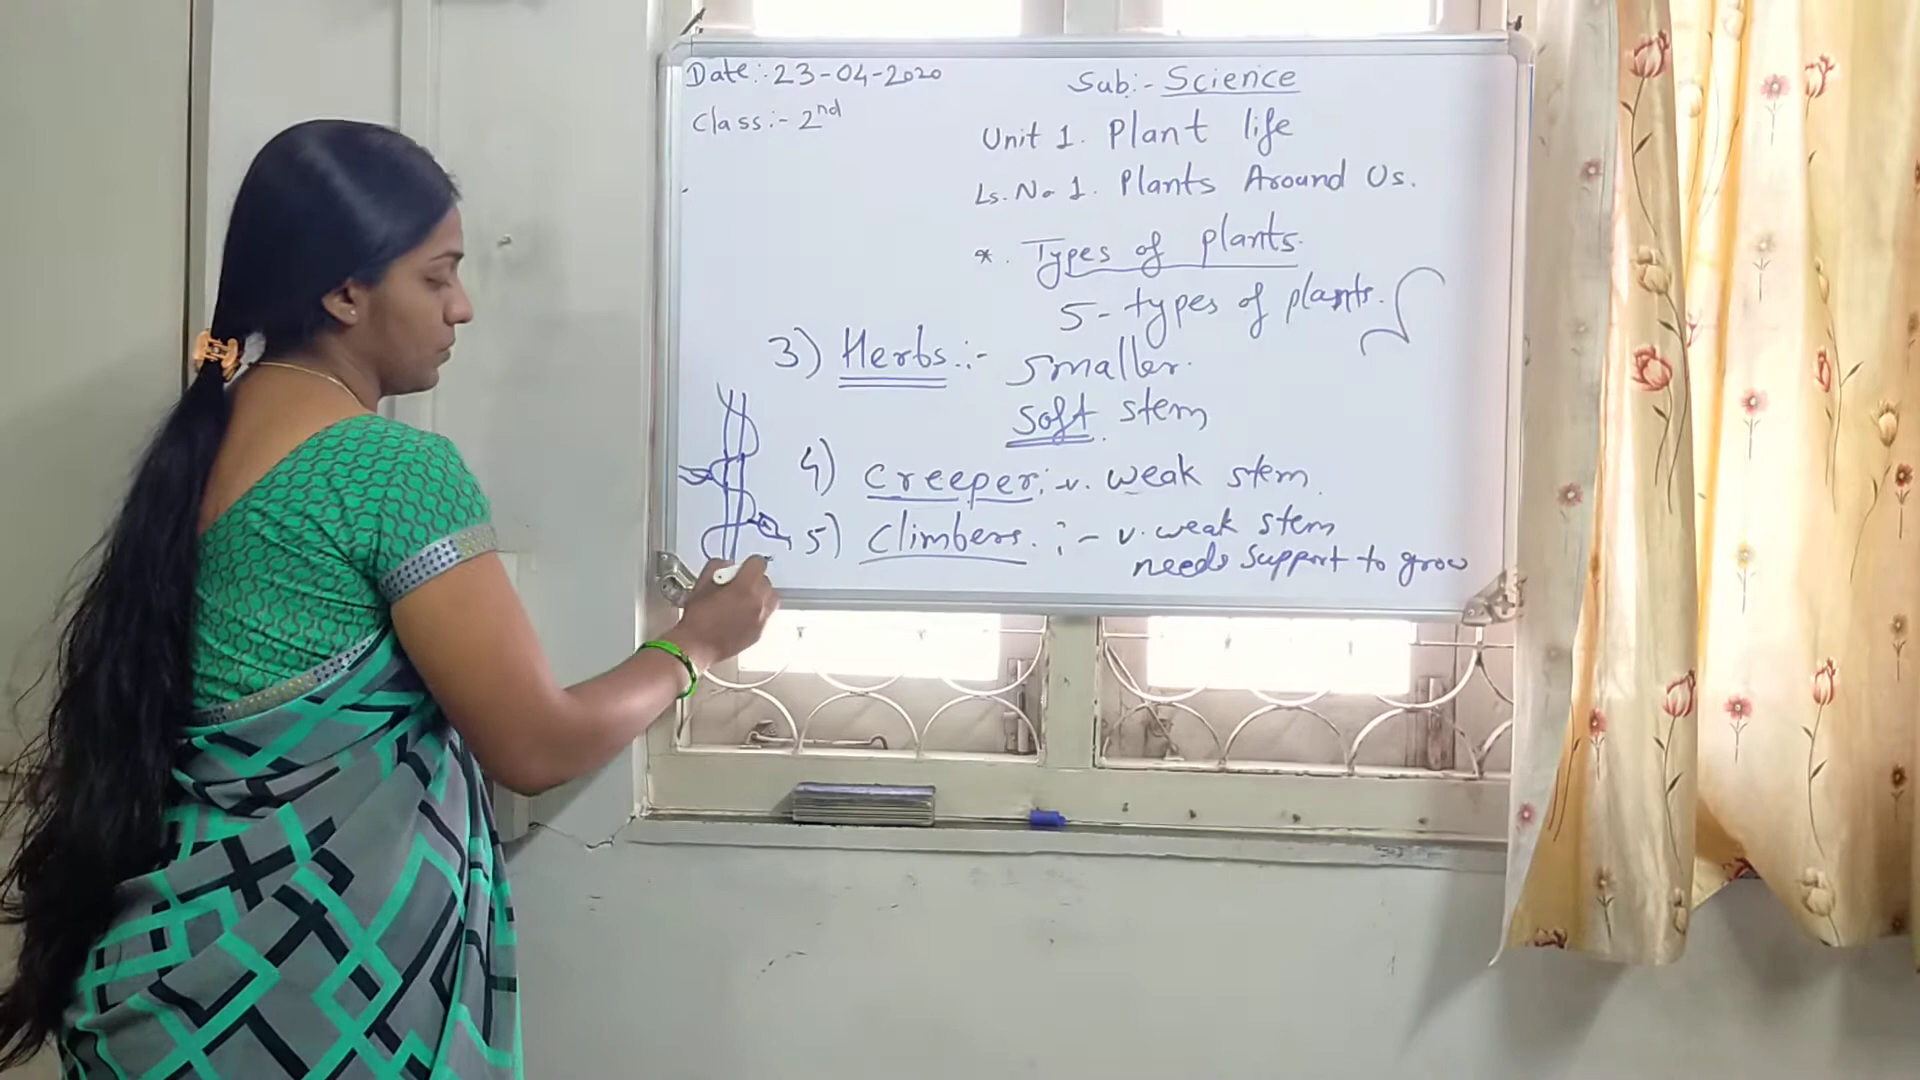 Date:- 23-04-2020
Sub:- Science
Class:- 2nd
Unit 1. Plant life
Ls. No 1. Plants Around Us.
* . Types of plants.
5- types of plants.
3) Herbs:- smaller.
soft stem
4) Creeper:- v. weak stem.
5) Climbers. :- v. weak stem
needs support to grow